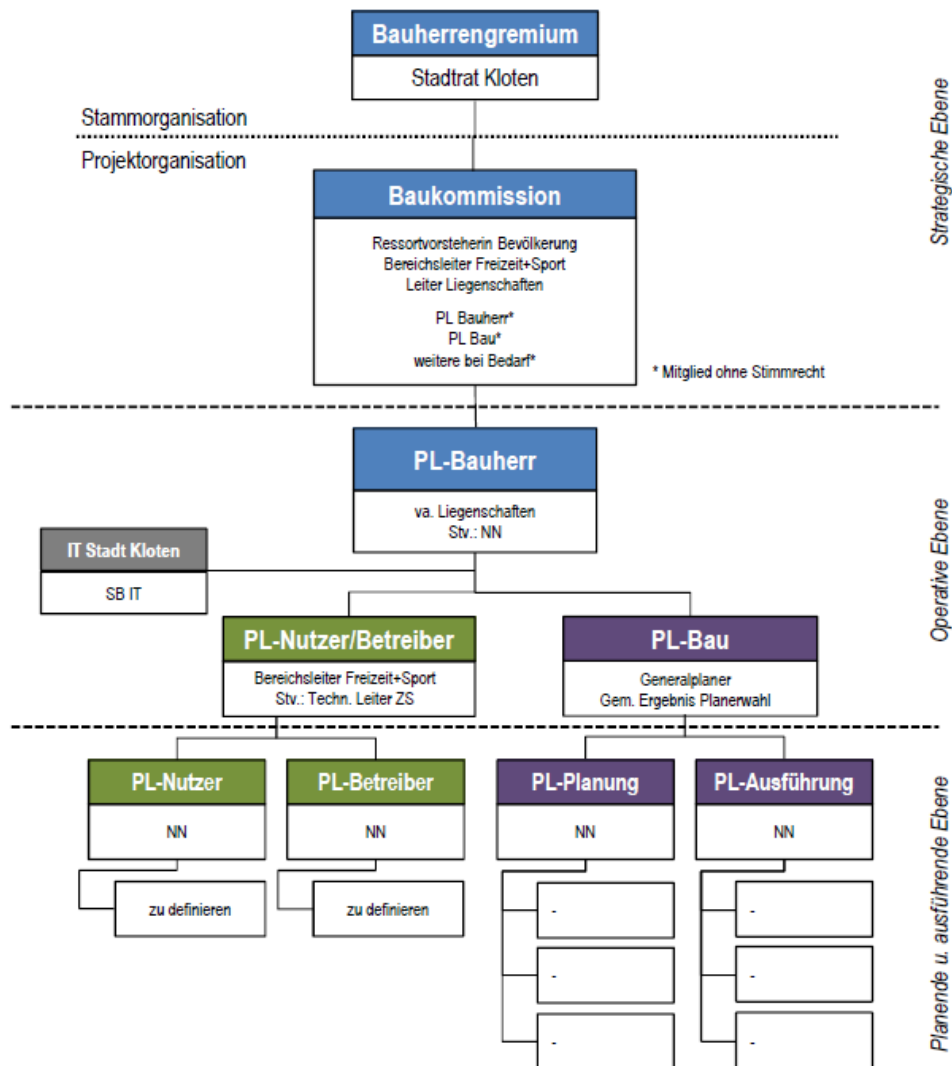 Bauherrengremium
Stadtrat Kloten
Stammorganisation
Projektorganisation
Strategische Ebene
Baukommission
Ressortvorsteherin Bevölkerung
Bereichsleiter Freizeit+Sport
Leiter Liegenschaften
PL Bauherr*
PL Bau*
weitere bei Bedarf*
* Mitglied ohne Stimmrecht
PL-Bauherr
va. Liegenschaften
Stv.: NN
IT Stadt Kloten
SB IT
Operative Ebene
PL-Nutzer/Betreiber
Bereichsleiter Freizeit+Sport
Stv.: Techn. Leiter ZS
PL-Bau
Generalplaner
Gem. Ergebnis Planerwahl
PL-Nutzer
NN
zu definieren
PL-Betreiber
NN
zu definieren
PL-Planung
NN
-
-
-
PL-Ausführung
NN
-
-
-
Planende u. ausführende Ebene